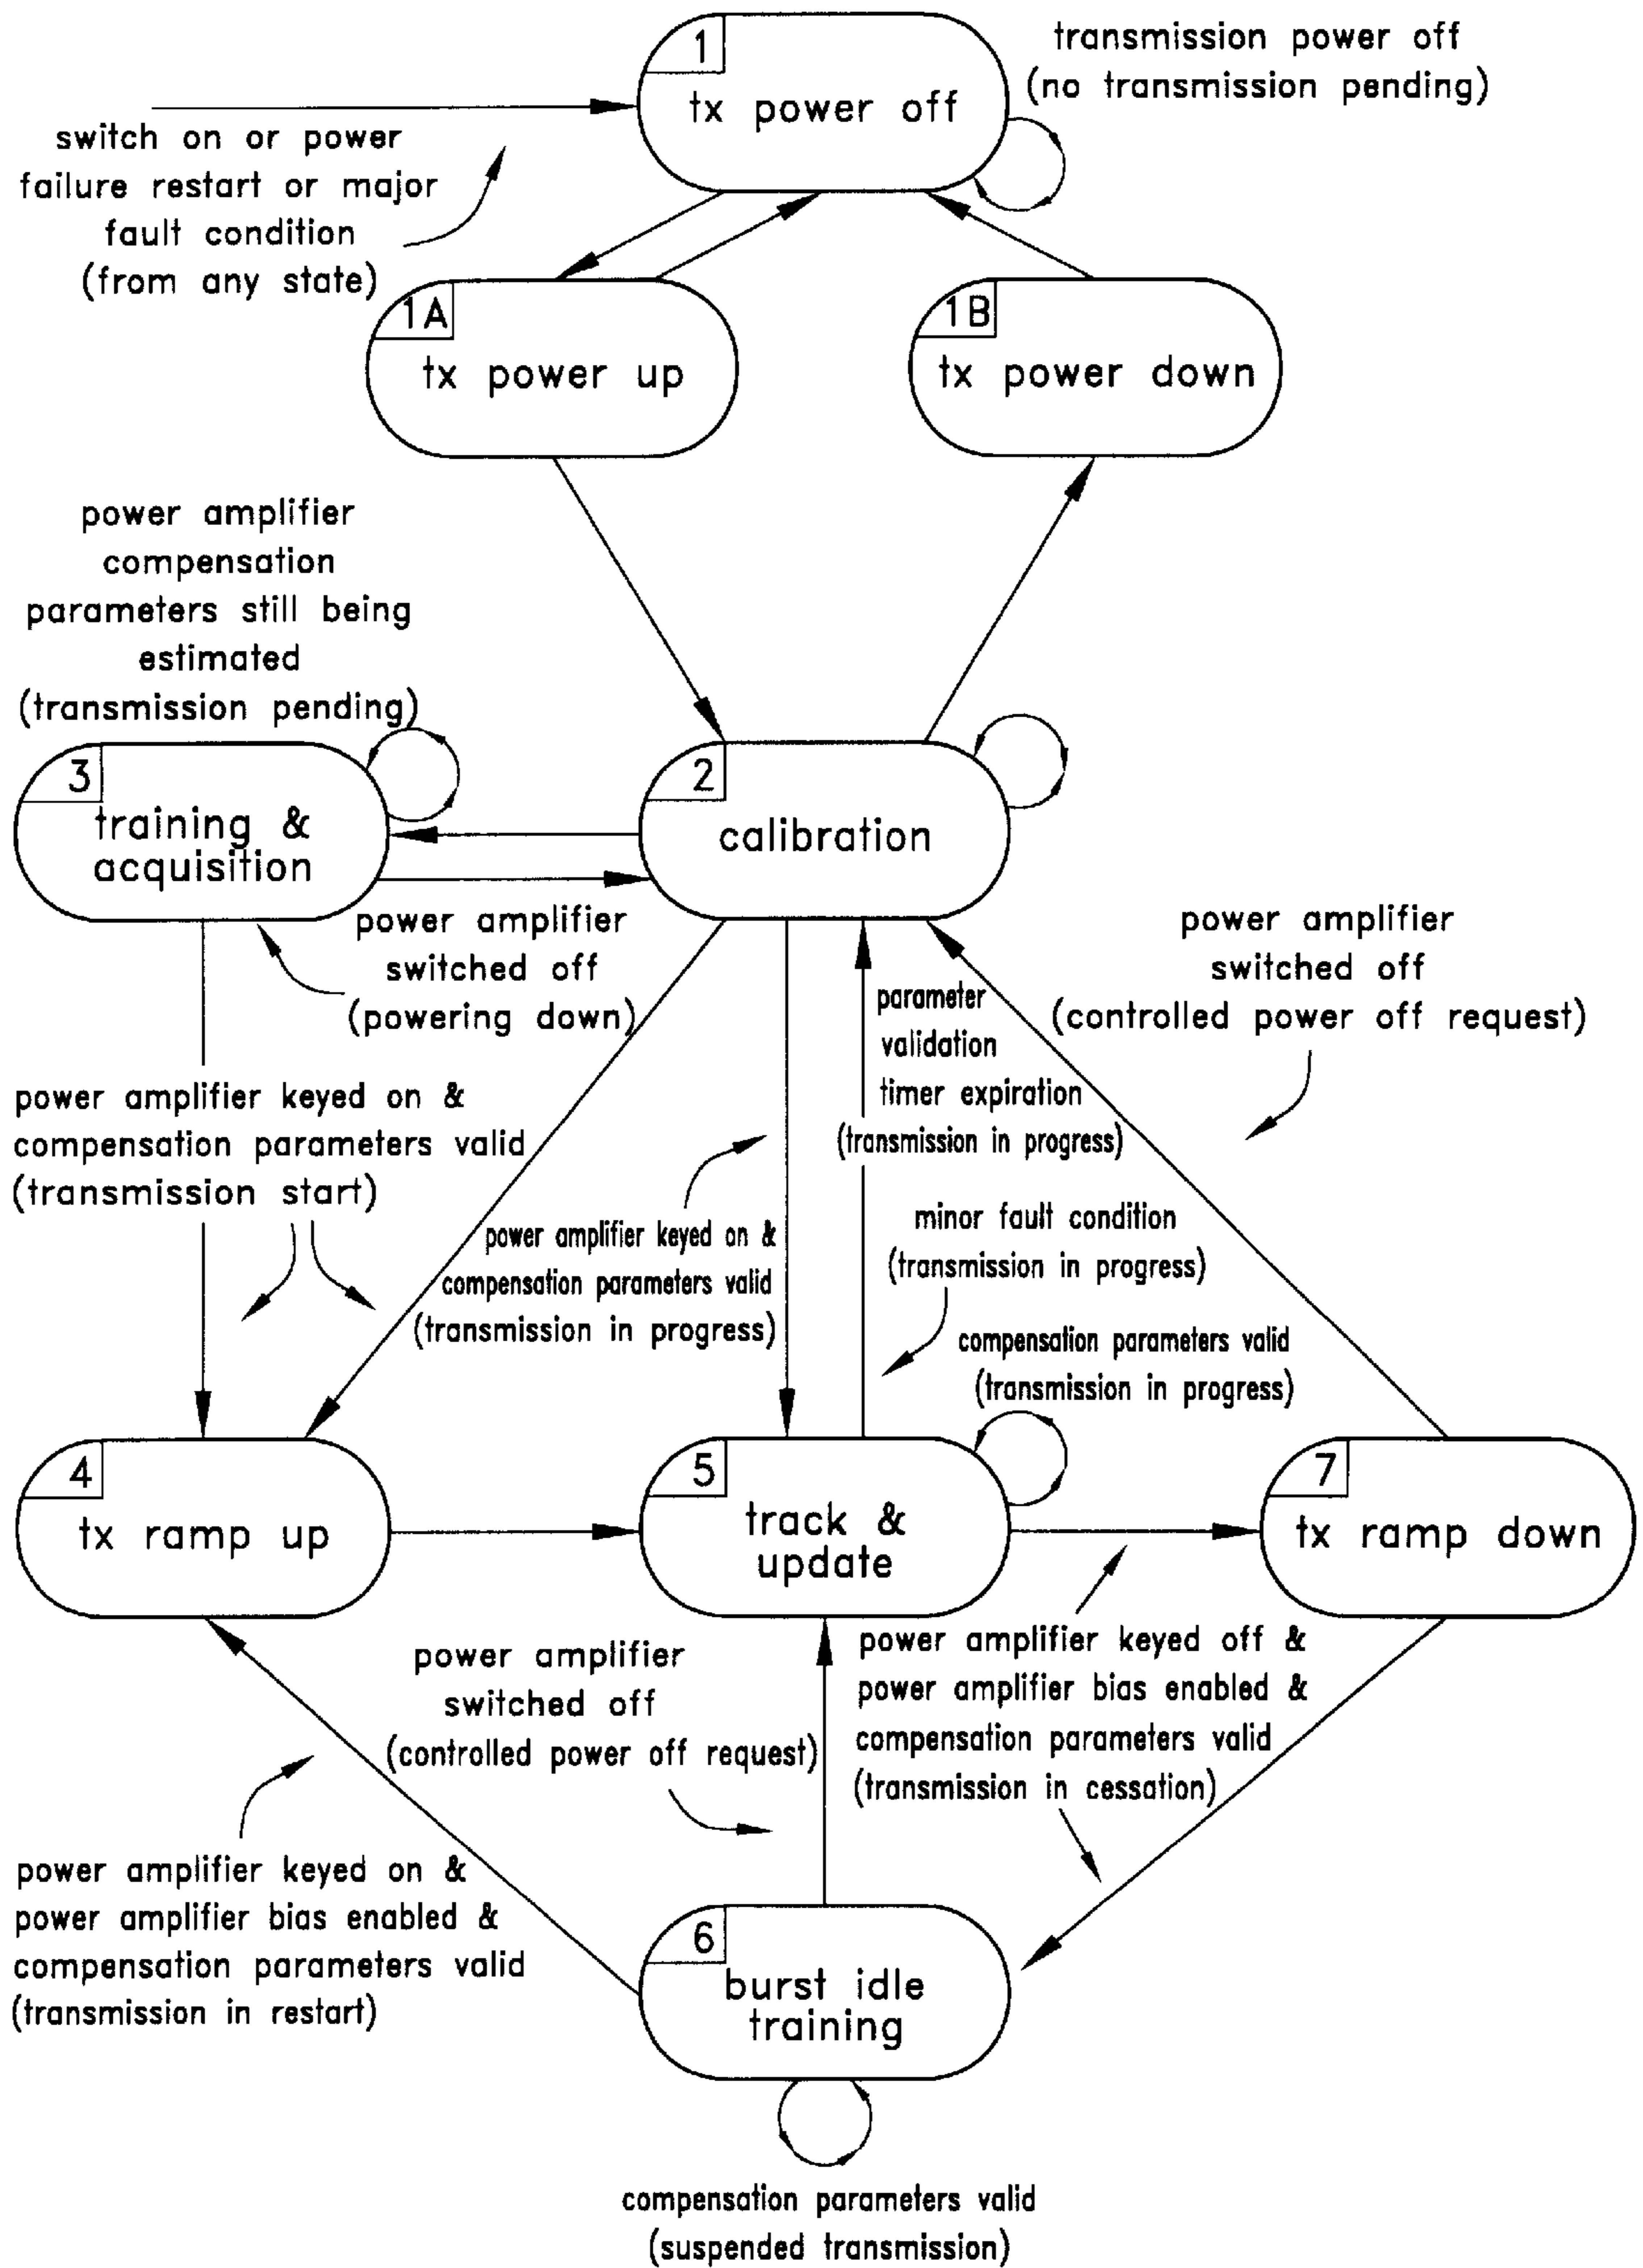 1
tx power off
transmission power off
(no transmission pending)
switch on or power
failure restart or major
fault condition
(from any state)
1A
tx power up
1B
tx power down
power amplifier
compensation
parameters still being
estimated
(transmission pending)
3
training &
acquisition
2
calibration
power amplifier
switched off
(powering down)
power amplifier
switched off
(controlled power off request)
parameter
validation
timer expiration
(transmission in progress)
power amplifier keyed on &
compensation parameters valid
(transmission start)
power amplifier keyed on &
compensation parameters valid
(transmission in progress)
minor fault condition
(transmission in progress)
compensation parameters valid
(transmission in progress)
4
tx ramp up
5
track &
update
7
tx ramp down
power amplifier
switched off
(controlled power off request)
power amplifier keyed off &
power amplifier bias enabled &
compensation parameters valid
(transmission in cessation)
power amplifier keyed on &
power amplifier bias enabled &
compensation parameters valid
(transmission in restart)
6
burst idle
training
compensation parameters valid
(suspended transmission)